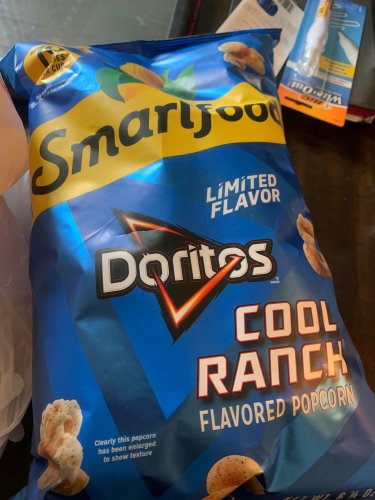 Smartfood
LIMITED
FLAVOR
Doritos
COOL
RANCH
FLAVORED POPCORN
Clearly this popcorn
has been enlarged
to show texture